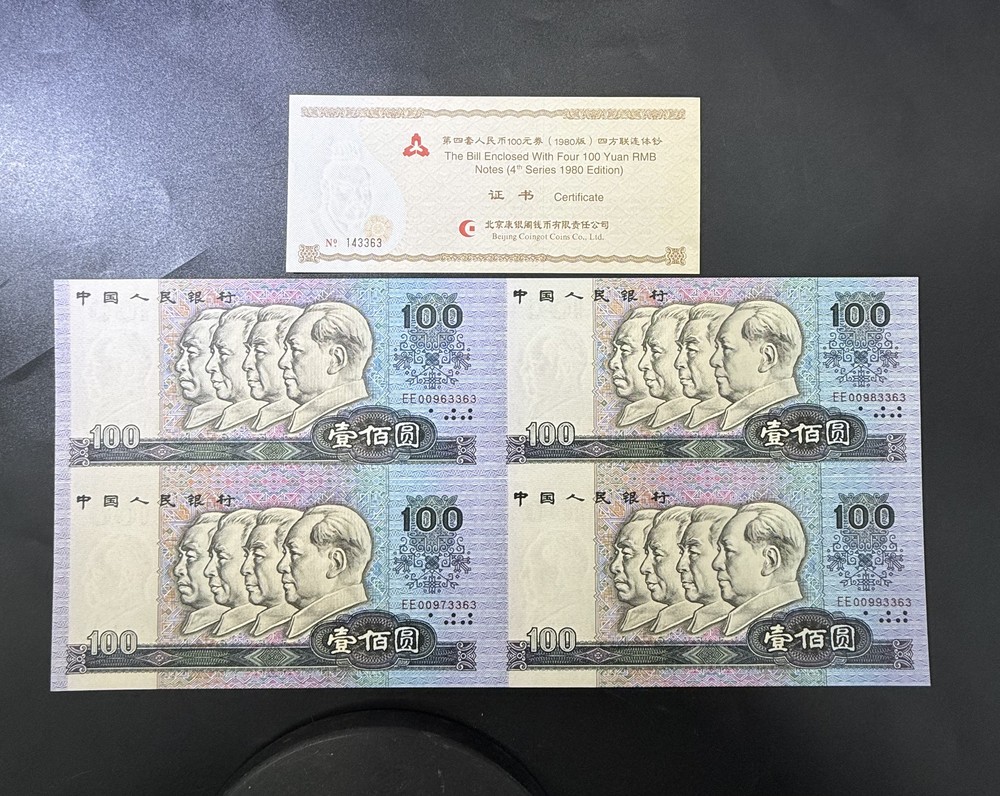 第四套人民币100元券（1980版）四方联连体钞
The Bill Enclosed With Four 100 Yuan RMB
Notes (4th Series 1980 Edition)
证书 Certificate
北京康银阁钱币有限责任公司
Beijing Coingot Coins Co., Ltd.
№ 143363
中国人民银行
100
EE00963363
100
壹佰圆
中国人民银行
100
EE00983363
100
壹佰圆
中国人民银行
100
EE00973363
100
壹佰圆
中国人民银行
100
EE00993363
100
壹佰圆